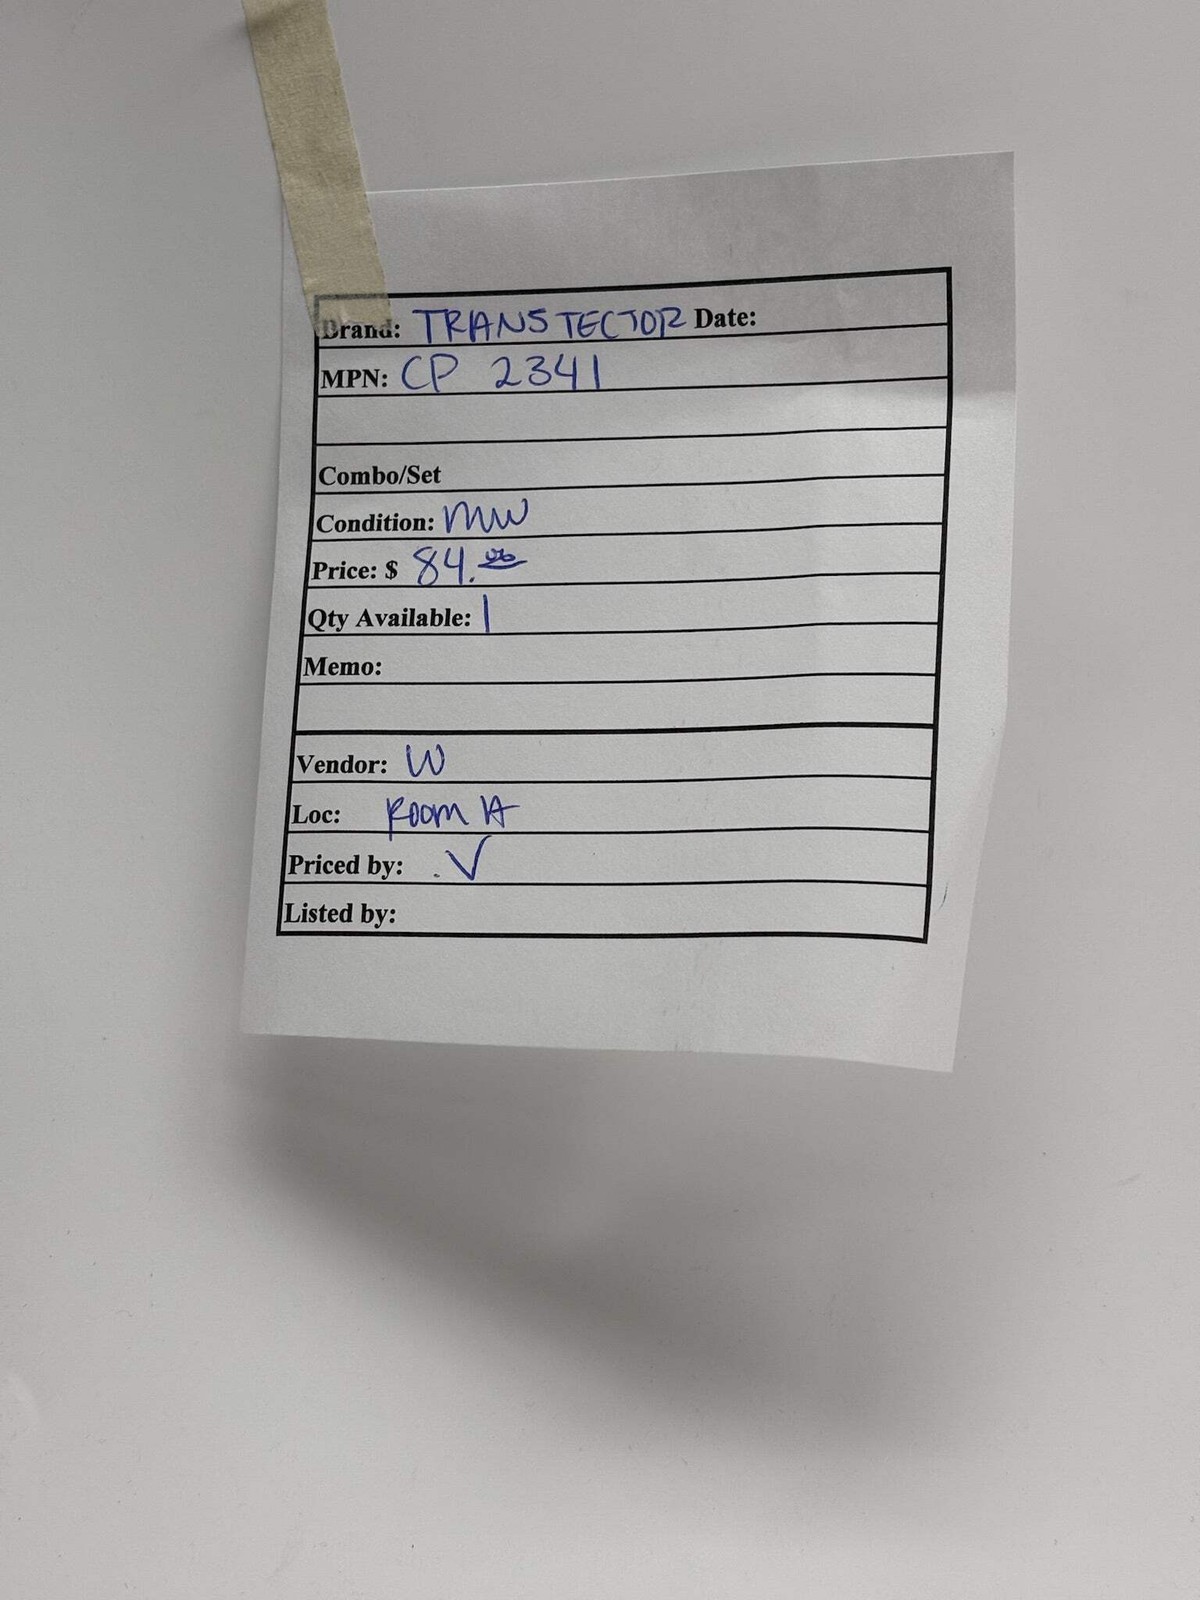 Brand: TRANSTECTOR Date:
MPN: CP 2341
Combo/Set
Condition: NW
Price: $ 84.00
Qty Available: 1
Memo:
Vendor: W
Loc: Room A
Priced by: V
Listed by: